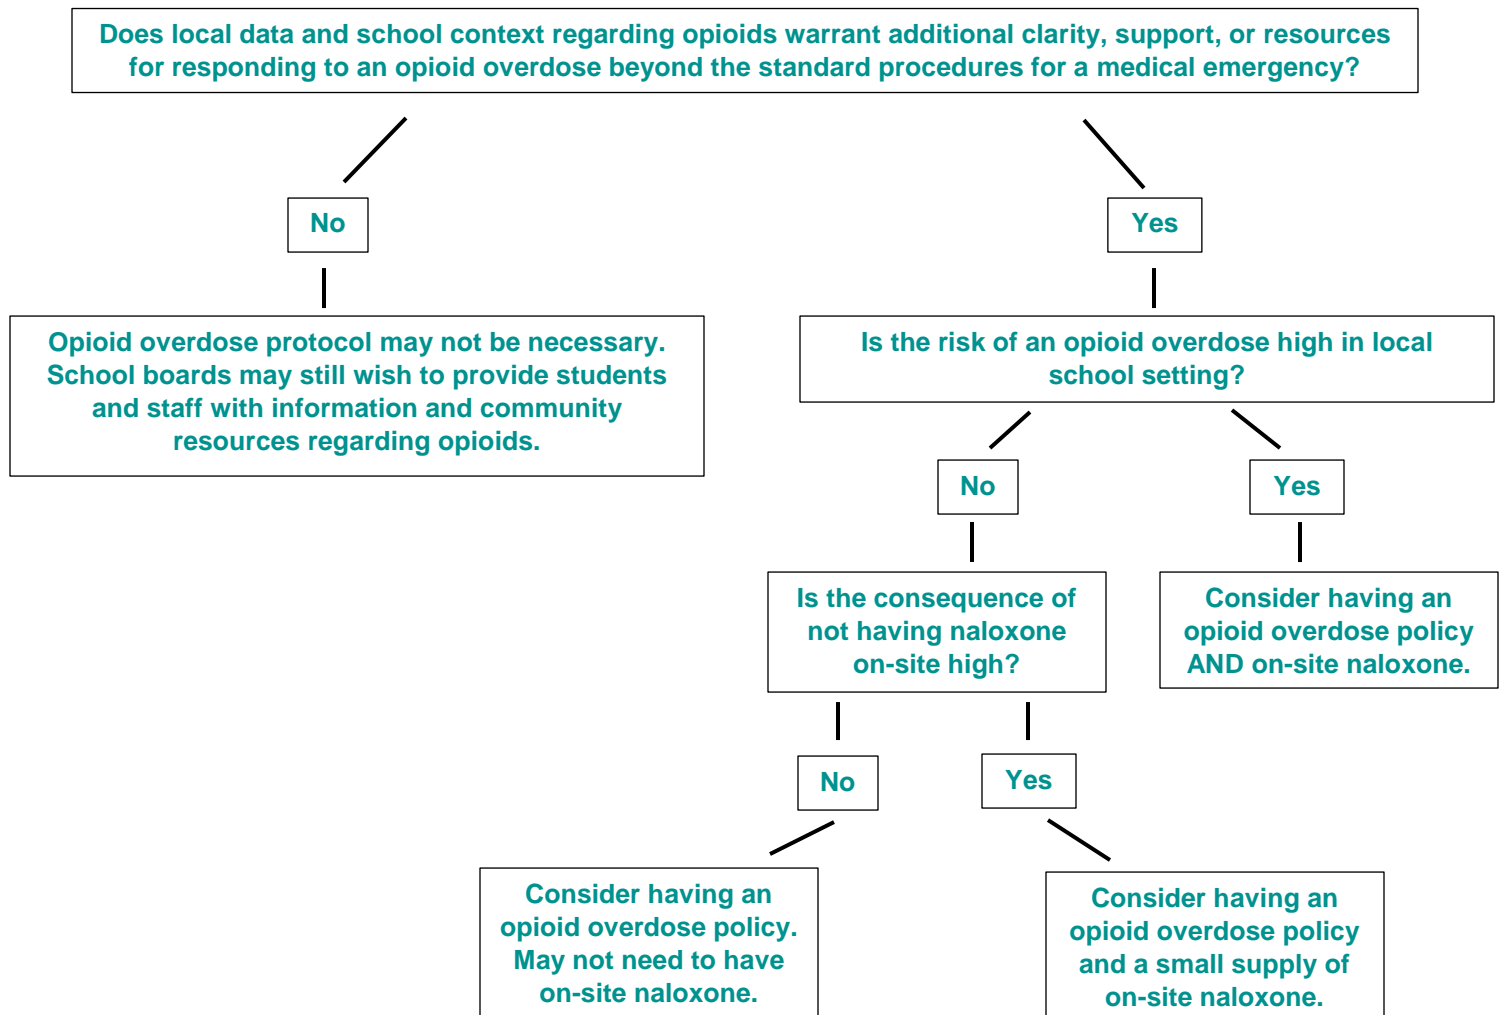 Does local data and school context regarding opioids warrant additional clarity, support, or resources
for responding to an opioid overdose beyond the standard procedures for a medical emergency?
No
Yes
Opioid overdose protocol may not be necessary.
School boards may still wish to provide students
and staff with information and community
resources regarding opioids.
Is the risk of an opioid overdose high in local
school setting?
No
Yes
Is the consequence of
not having naloxone
on-site high?
Consider having an
opioid overdose policy
AND on-site naloxone.
No
Yes
Consider having an
opioid overdose policy.
May not need to have
on-site naloxone.
Consider having an
opioid overdose policy
and a small supply of
on-site naloxone.